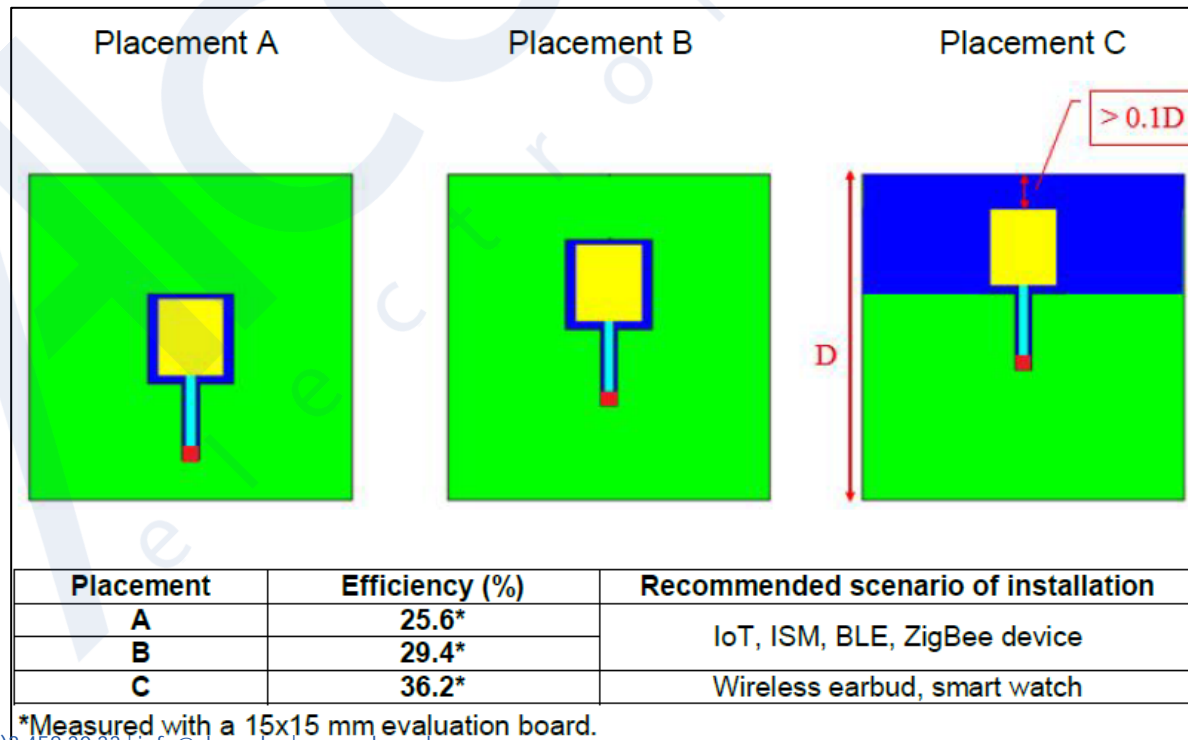 Placement A Placement B Placement C
> 0.1D
D
Placement Efficiency (%) Recommended scenario of installation
A 25.6* IoT, ISM, BLE, ZigBee device
B 29.4*
C 36.2* Wireless earbud, smart watch
*Measured with a 15x15 mm evaluation board.